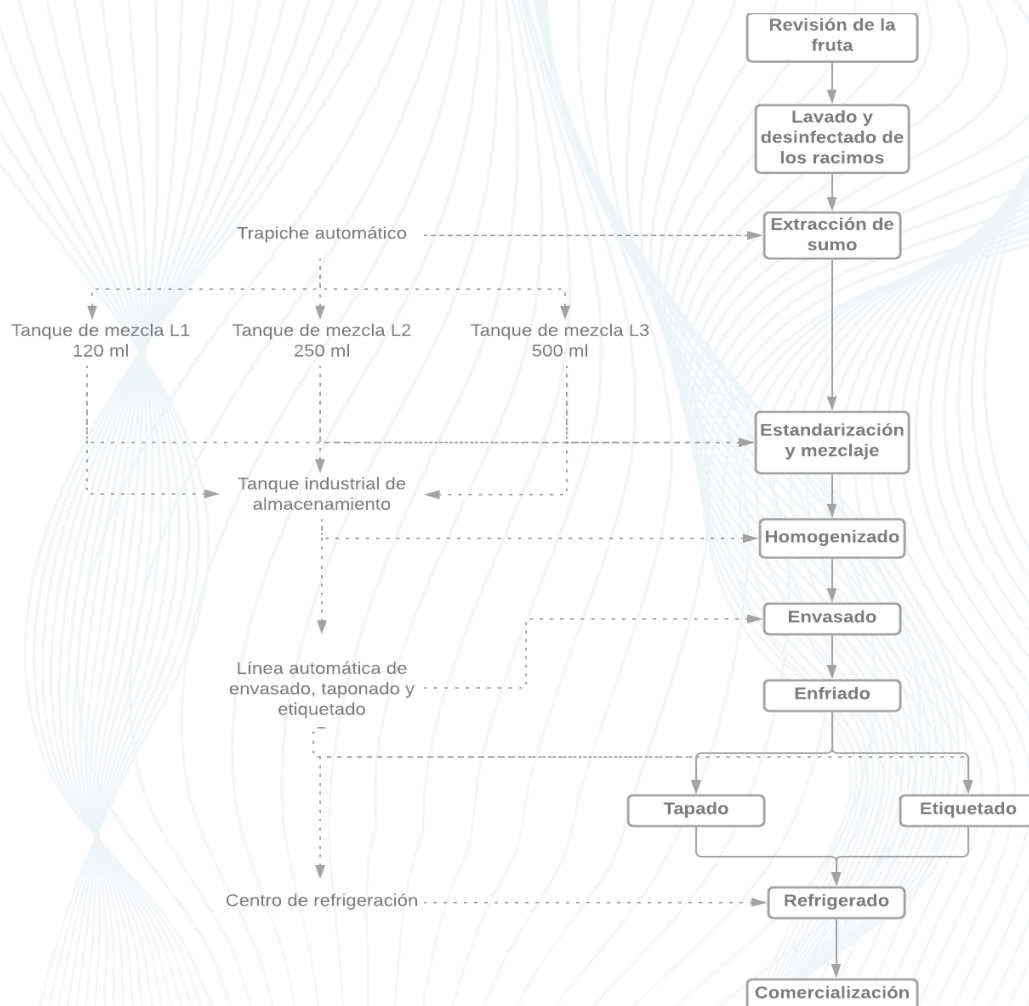 Revisión de la
fruta
Lavado y
desinfectado de
los racimos
Trapiche automático
Extracción de
sumo
Tanque de mezcla L1
120 ml
Tanque de mezcla L2
250 ml
Tanque de mezcla L3
500 ml
Estandarización
y mezclaje
Tanque industrial de
almacenamiento
Homogenizado
Envasado
Línea automática de
envasado, taponado y
etiquetado
Enfriado
Tapado
Etiquetado
Centro de refrigeración
Refrigerado
Comercialización